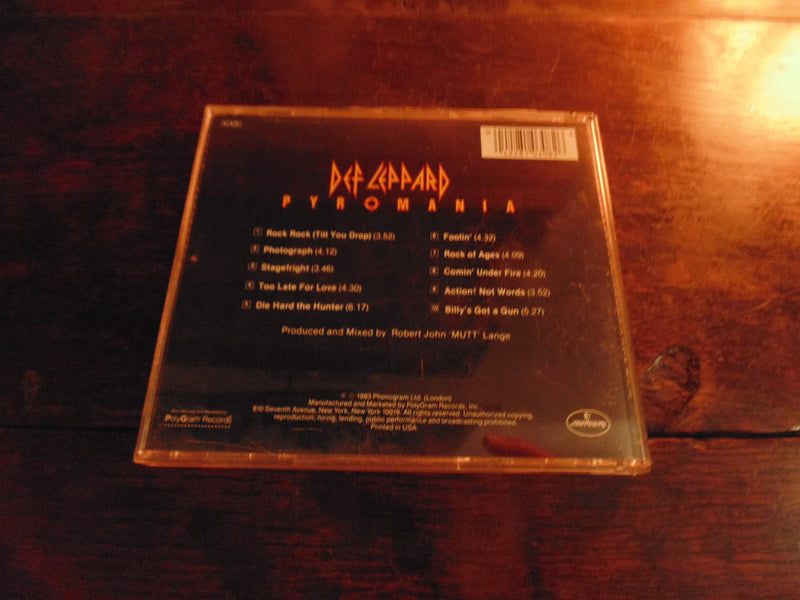 DEF LEPPARD
PYROMANIA
1 Rock Rock (Till You Drop) (3.52)
2 Photograph (4.12)
3 Stagefright (3.46)
4 Too Late For Love (4.30)
5 Die Hard the Hunter (6.17)
6 Foolin' (4.32)
7 Rock of Ages (4.09)
8 Comin' Under Fire (4.20)
9 Action! Not Words (3.52)
10 Billy's Got a Gun (5.27)
Produced and Mixed by Robert John 'MUTT' Lange
℗ © 1983 Phonogram Ltd. (London)
Manufactured and Marketed by PolyGram Records, Inc.,
810 Seventh Avenue, New York, New York 10019. All rights reserved. Unauthorized copying,
reproduction, hiring, lending, public performance and broadcasting prohibited.
Printed in USA
PolyGram Records
mercury